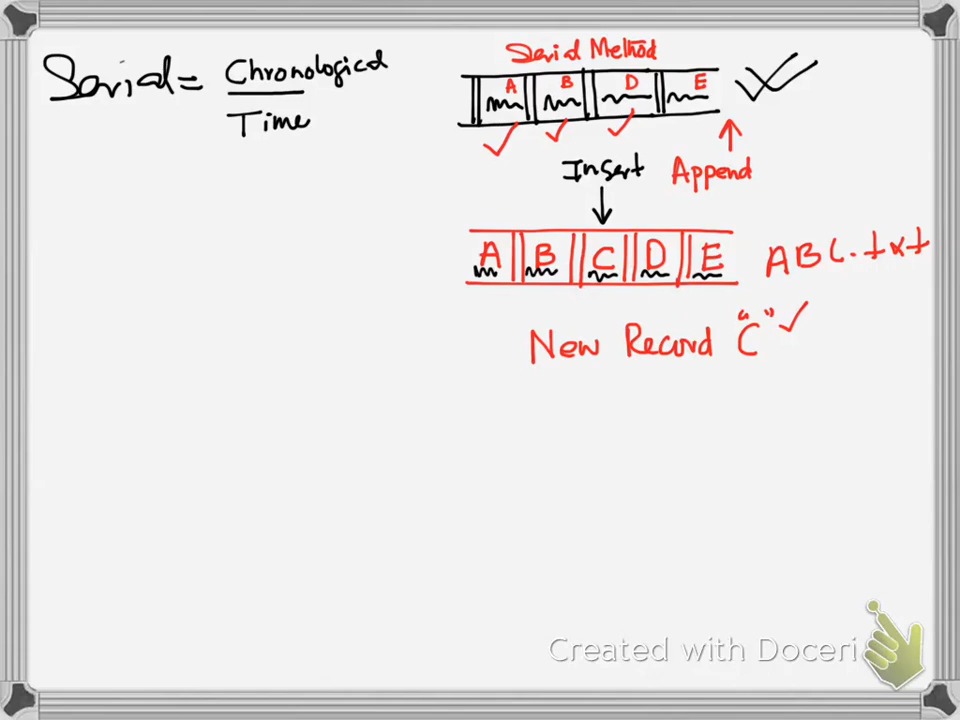 Serial = Chronological
Time
Serial Method
A B D E
Insert
Append
A B C D E
ABC.txt
New Record "C"
Created with Doceri